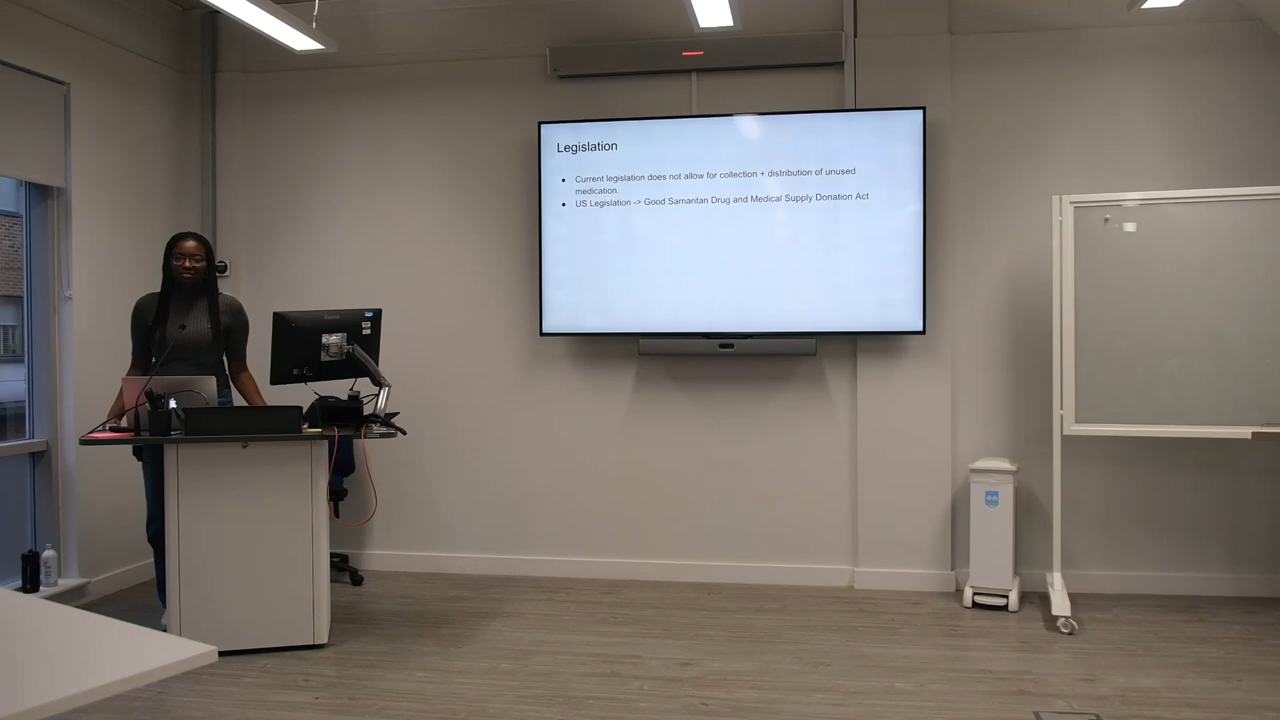 Legislation
● Current legislation does not allow for collection + distribution of unused
medication.
● US Legislation -> Good Samaritan Drug and Medical Supply Donation Act